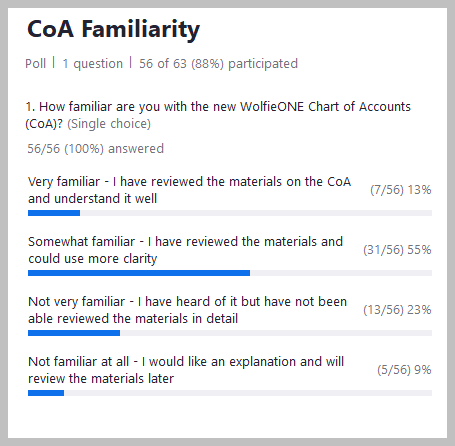 CoA Familiarity
Poll | 1 question | 56 of 63 (88%) participated
1. How familiar are you with the new WolfieONE Chart of Accounts
(CoA)? (Single choice)
56/56 (100%) answered
Very familiar - I have reviewed the materials on the CoA
and understand it well
(7/56) 13%
Somewhat familiar - I have reviewed the materials and
could use more clarity
(31/56) 55%
Not very familiar - I have heard of it but have not been
able reviewed the materials in detail
(13/56) 23%
Not familiar at all - I would like an explanation and will
review the materials later
(5/56) 9%